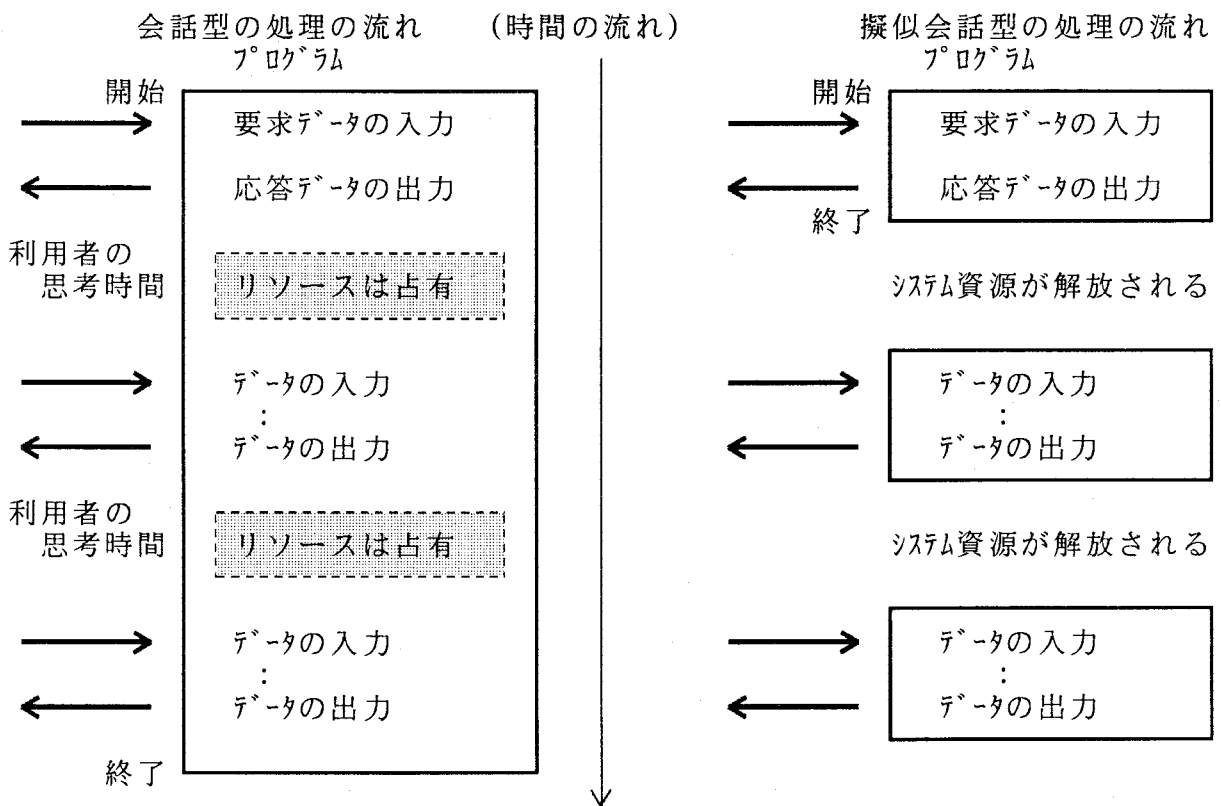 会話型の処理の流れ
(時間の流れ)
擬似会話型の処理の流れ
ﾌﾟﾛｸﾞﾗﾑ
ﾌﾟﾛｸﾞﾗﾑ
開始
要求ﾃﾞｰﾀの入力
応答ﾃﾞｰﾀの出力
利用者の
思考時間
リソースは占有
ﾃﾞｰﾀの入力
:
ﾃﾞｰﾀの出力
利用者の
思考時間
リソースは占有
ﾃﾞｰﾀの入力
:
ﾃﾞｰﾀの出力
終了
開始
要求ﾃﾞｰﾀの入力
応答ﾃﾞｰﾀの出力
終了
ｼｽﾃﾑ資源が解放される
ﾃﾞｰﾀの入力
:
ﾃﾞｰﾀの出力
ｼｽﾃﾑ資源が解放される
ﾃﾞｰﾀの入力
:
ﾃﾞｰﾀの出力